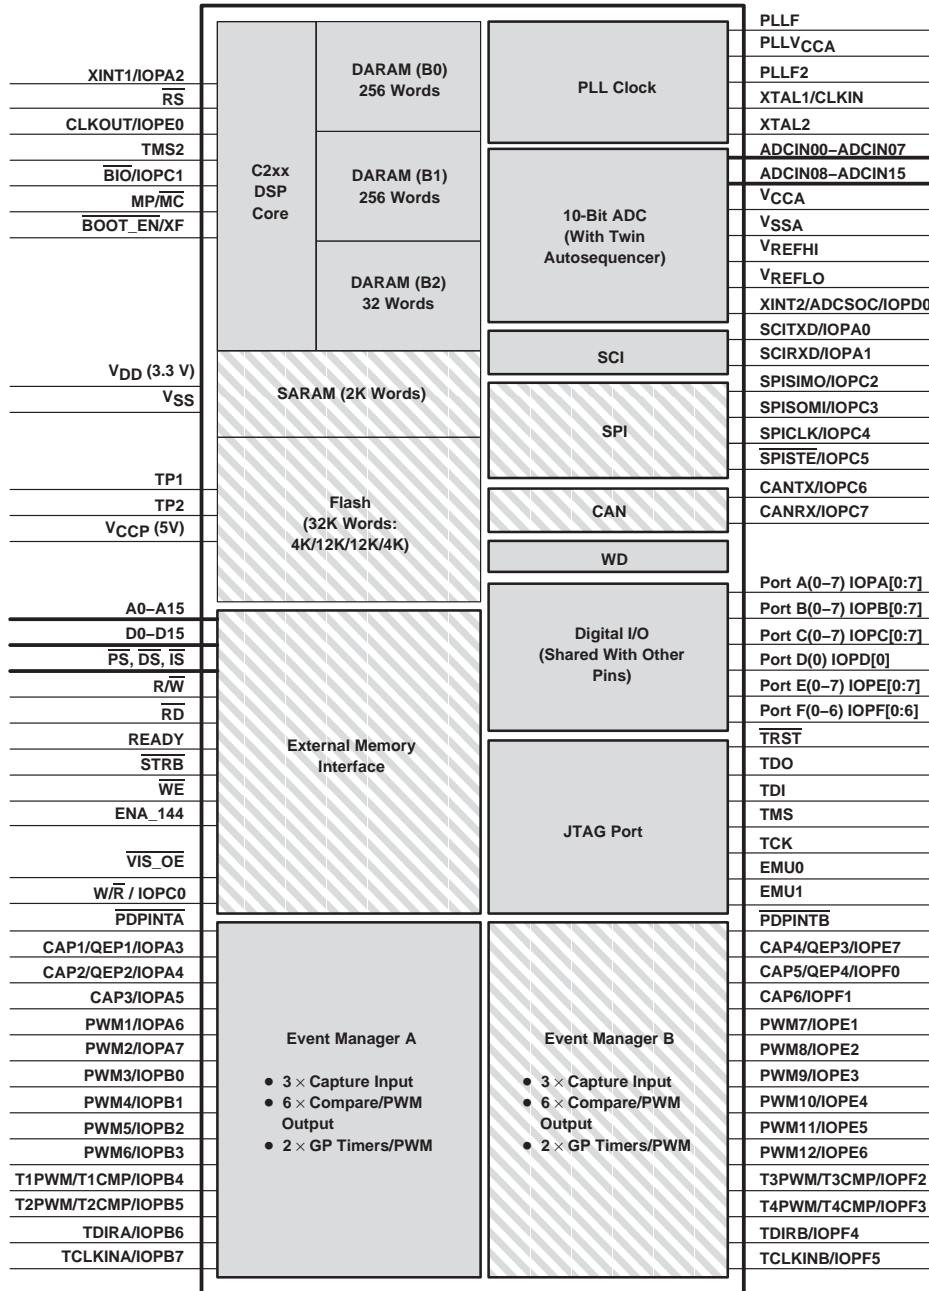 XINT1/IOPA2
RS
CLKOUT/IOPE0
TMS2
BIO/IOPC1
MP/MC
BOOT_EN/XF
VDD (3.3 V)
VSS
TP1
TP2
VCCP (5V)
A0–A15
D0–D15
PS, DS, IS
R/W
RD
READY
STRB
WE
ENA_144
VIS_OE
W/R / IOPC0
PDPINTA
CAP1/QEP1/IOPA3
CAP2/QEP2/IOPA4
CAP3/IOPA5
PWM1/IOPA6
PWM2/IOPA7
PWM3/IOPB0
PWM4/IOPB1
PWM5/IOPB2
PWM6/IOPB3
T1PWM/T1CMP/IOPB4
T2PWM/T2CMP/IOPB5
TDIRA/IOPB6
TCLKINA/IOPB7
C2xx
DSP
Core
DARAM (B0)
256 Words
DARAM (B1)
256 Words
DARAM (B2)
32 Words
SARAM (2K Words)
Flash
(32K Words:
4K/12K/12K/4K)
External Memory
Interface
Event Manager A
● 3 × Capture Input
● 6 × Compare/PWM
Output
● 2 × GP Timers/PWM
PLL Clock
10-Bit ADC
(With Twin
Autosequencer)
SCI
SPI
CAN
WD
Digital I/O
(Shared With Other
Pins)
JTAG Port
Event Manager B
● 3 × Capture Input
● 6 × Compare/PWM
Output
● 2 × GP Timers/PWM
PLLF
PLLVCCA
PLLF2
XTAL1/CLKIN
XTAL2
ADCIN00–ADCIN07
ADCIN08–ADCIN15
VCCA
VSSA
VREFHI
VREFLO
XINT2/ADCSOC/IOPD0
SCITXD/IOPA0
SCIRXD/IOPA1
SPISIMO/IOPC2
SPISOMI/IOPC3
SPICLK/IOPC4
SPISTE/IOPC5
CANTX/IOPC6
CANRX/IOPC7
Port A(0–7) IOPA[0:7]
Port B(0–7) IOPB[0:7]
Port C(0–7) IOPC[0:7]
Port D(0) IOPD[0]
Port E(0–7) IOPE[0:7]
Port F(0–6) IOPF[0:6]
TRST
TDO
TDI
TMS
TCK
EMU0
EMU1
PDPINTB
CAP4/QEP3/IOPE7
CAP5/QEP4/IOPF0
CAP6/IOPF1
PWM7/IOPE1
PWM8/IOPE2
PWM9/IOPE3
PWM10/IOPE4
PWM11/IOPE5
PWM12/IOPE6
T3PWM/T3CMP/IOPF2
T4PWM/T4CMP/IOPF3
TDIRB/IOPF4
TCLKINB/IOPF5